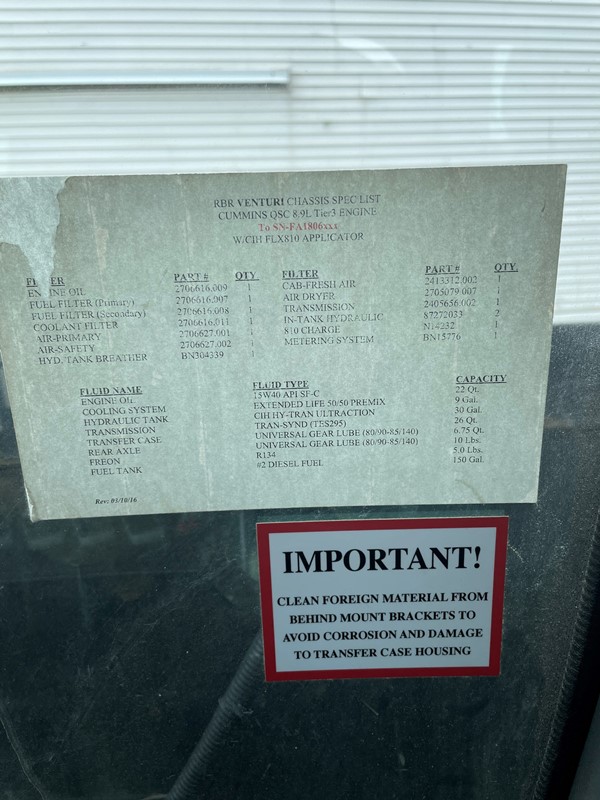 RBR VENTURI CHASSIS SPEC LIST
CUMMINS QSC 8.9L Tier3 ENGINE
To SN-FA1806xxx
W/CIH FLX810 APPLICATOR
FILTER PART # QTY
ENGINE OIL 2706616.009 1
FUEL FILTER (Primary) 2706616.007 1
FUEL FILTER (Secondary) 2706616.008 1
COOLANT FILTER 2706616.011 1
AIR-PRIMARY 2706627.001 1
AIR-SAFETY 2706627.002 1
HYD. TANK BREATHER BN304339 1
FILTER PART # QTY
CAB-FRESH AIR 2413312.002 1
AIR DRYER 2705079.007 1
TRANSMISSION 2405656.002 1
IN-TANK HYDRAULIC 87272033 2
810 CHARGE N14232 1
METERING SYSTEM BN15776 1
FLUID NAME FLUID TYPE CAPACITY
ENGINE OIL 15W40 API SF-C 22 Qt.
COOLING SYSTEM EXTENDED LIFE 50/50 PREMIX 9 Gal.
HYDRAULIC TANK CIH HY-TRAN ULTRACTION 30 Gal.
TRANSMISSION TRAN-SYND (TES295) 26 Qt.
TRANSFER CASE UNIVERSAL GEAR LUBE (80/90-85/140) 6.75 Qt.
REAR AXLE UNIVERSAL GEAR LUBE (80/90-85/140) 10 Lbs.
FREON R134 5.0 Lbs.
FUEL TANK #2 DIESEL FUEL 150 Gal.
Rev: 03/10/16
IMPORTANT!
CLEAN FOREIGN MATERIAL FROM
BEHIND MOUNT BRACKETS TO
AVOID CORROSION AND DAMAGE
TO TRANSFER CASE HOUSING